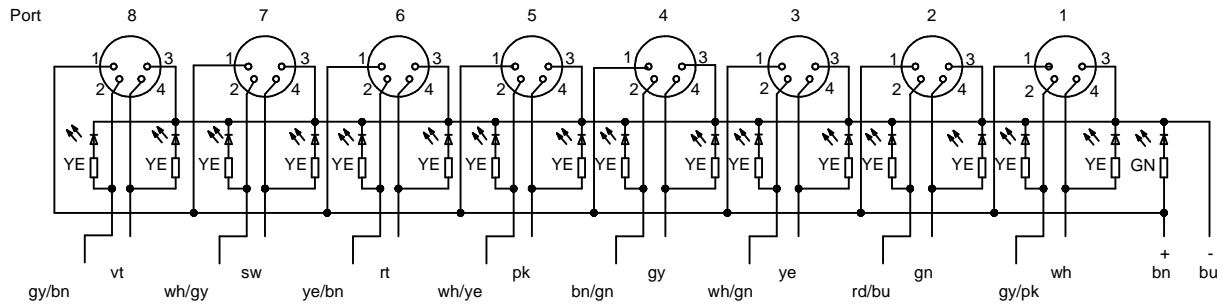 Port 8 7 6 5 4 3 2 1
1 3 1 3 1 3 1 3 1 3 1 3 1 3 1 3
2 4 2 4 2 4 2 4 2 4 2 4 2 4 2 4
YE YE YE YE YE YE YE YE YE YE YE YE YE YE YE YE GN
+ -
vt sw rt pk gy ye gn wh bn bu
gy/bn wh/gy ye/bn wh/ye bn/gn wh/gn rd/bu gy/pk